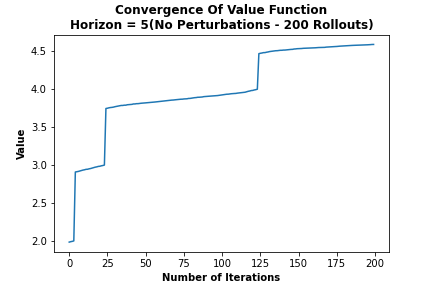 Convergence Of Value Function
Horizon = 5(No Perturbations - 200 Rollouts)
4.5
4.0
3.5
3.0
2.5
2.0
Value
0 25 50 75 100 125 150 175 200
Number of Iterations